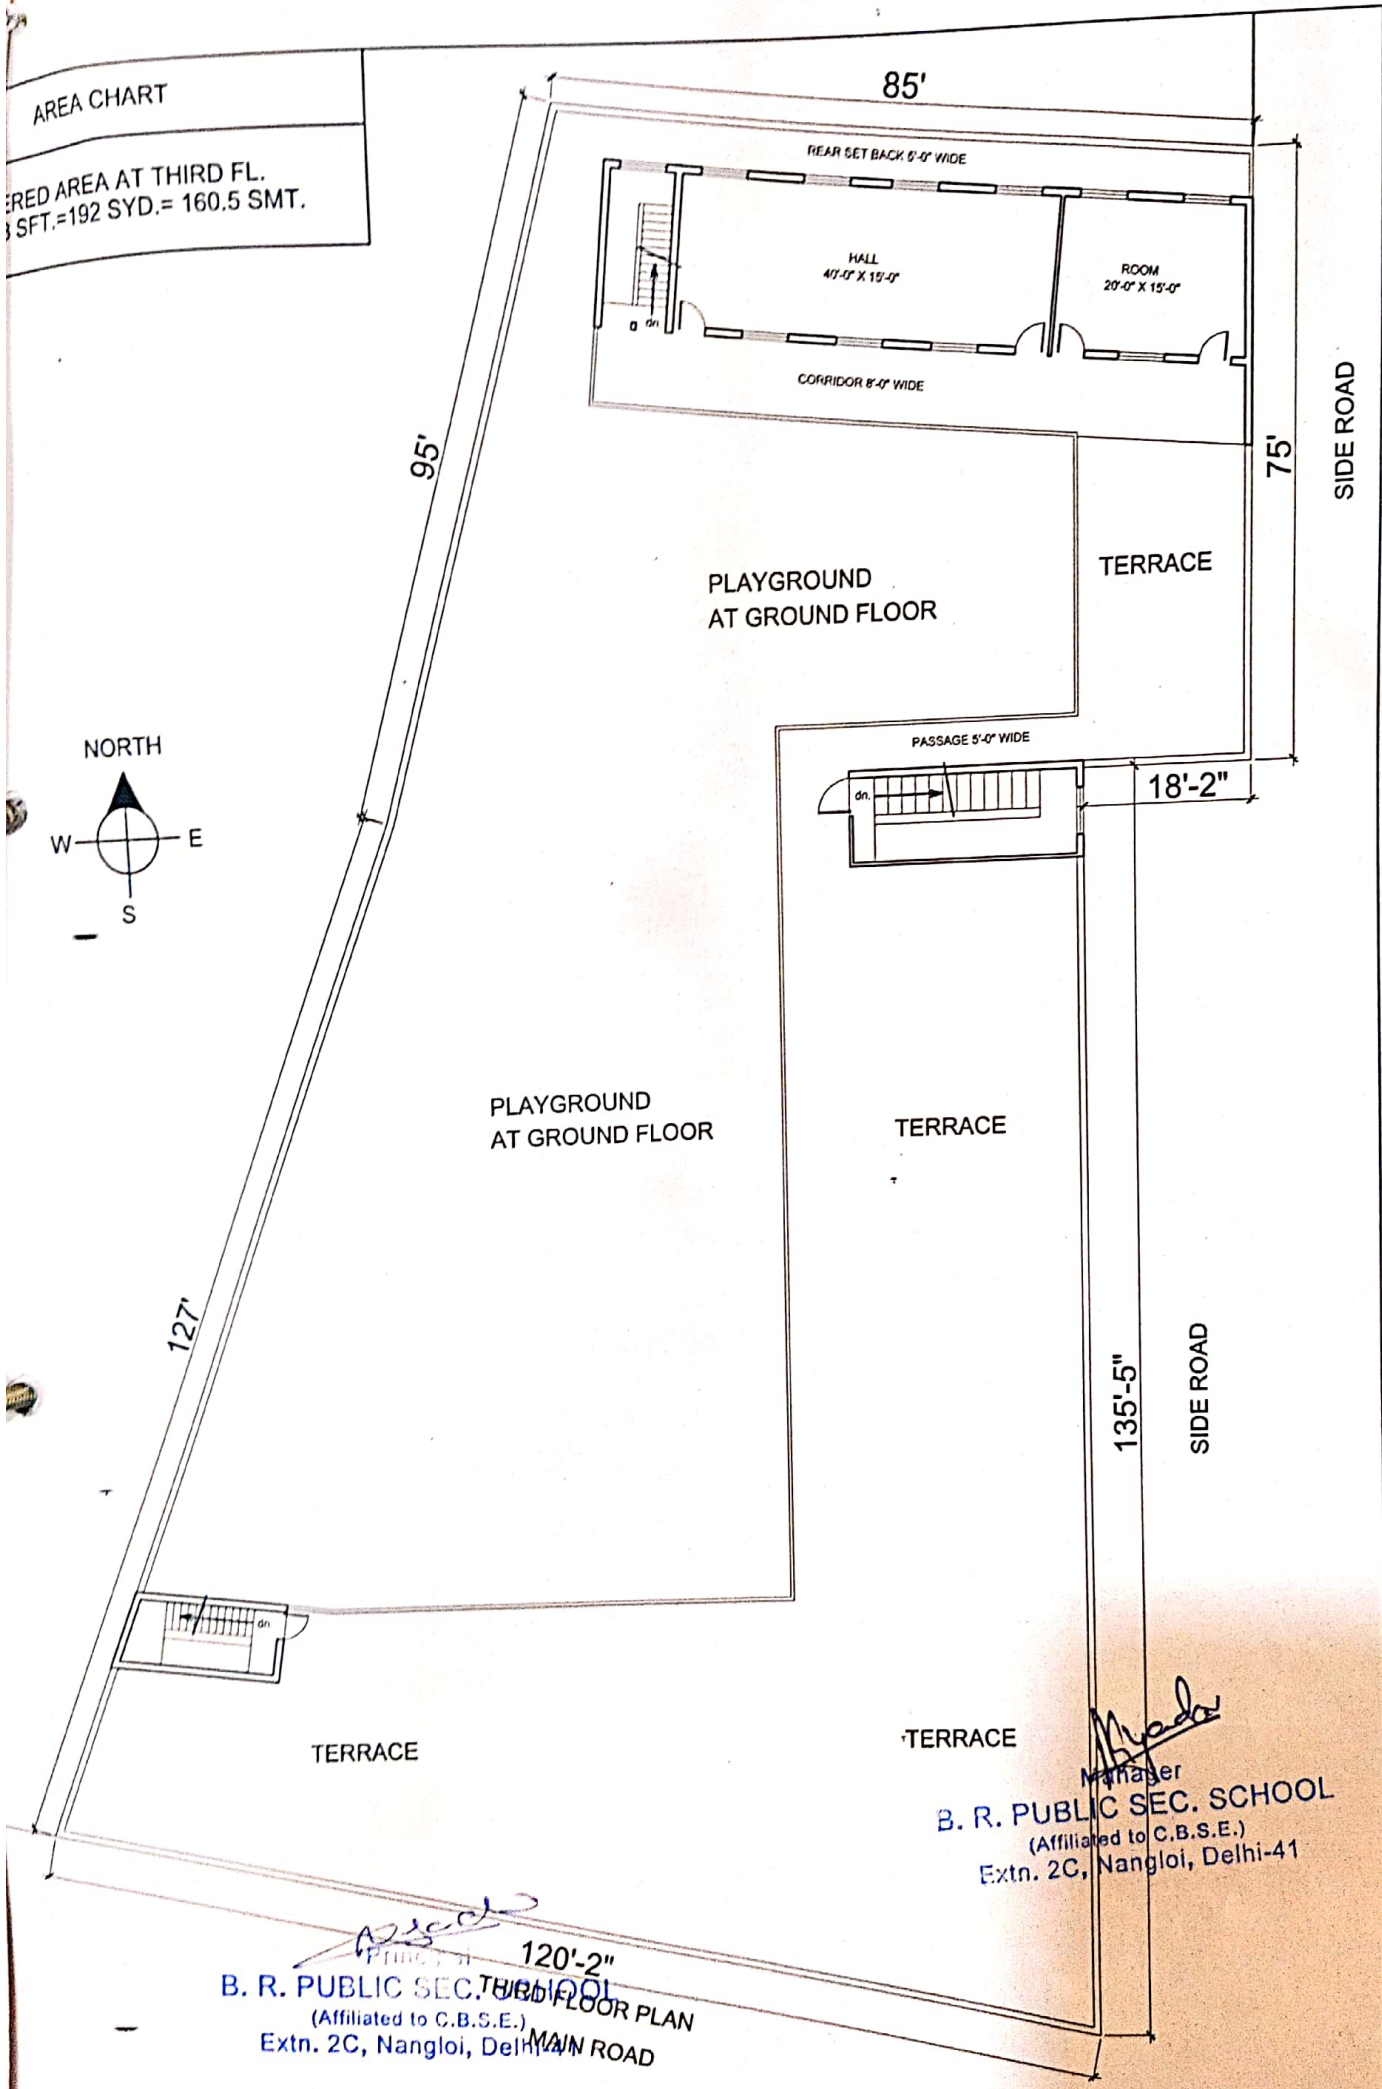 AREA CHART
ERED AREA AT THIRD FL.
SFT.=192 SYD.= 160.5 SMT.
85'
REAR SET BACK 6'-0" WIDE
HALL
40'-0" X 15'-0"
ROOM
20'-0" X 15'-0"
dn
CORRIDOR 8'-0" WIDE
95'
75'
SIDE ROAD
PLAYGROUND
AT GROUND FLOOR
TERRACE
NORTH
W
E
S
PASSAGE 5'-0" WIDE
dn.
18'-2"
PLAYGROUND
AT GROUND FLOOR
TERRACE
127'
135'-5"
SIDE ROAD
dn
TERRACE
TERRACE
Manager
B. R. PUBLIC SEC. SCHOOL
(Affiliated to C.B.S.E.)
Extn. 2C, Nangloi, Delhi-41
120'-2"
Principal
B. R. PUBLIC SEC. SCHOOL
THIRD FLOOR PLAN
(Affiliated to C.B.S.E.)
Extn. 2C, Nangloi, Delhi-41
MAIN ROAD